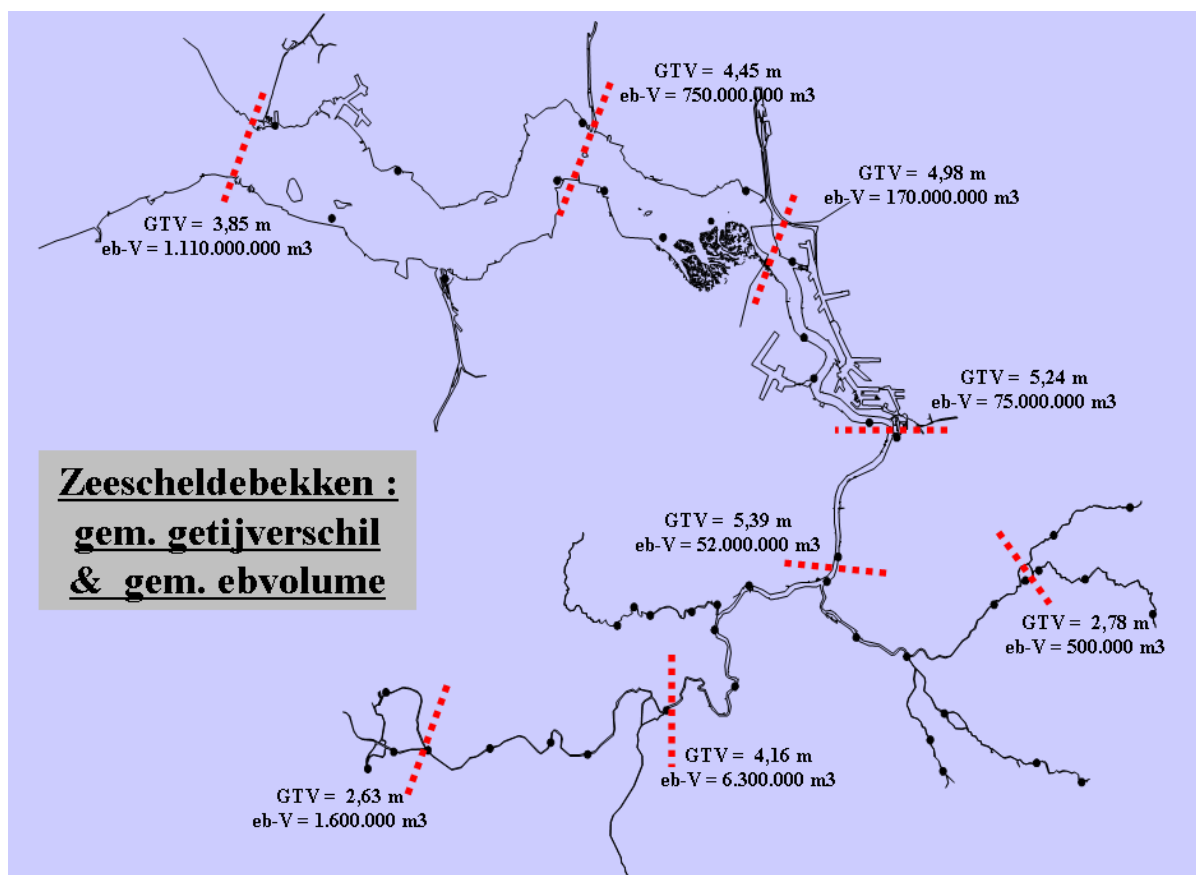 GTV = 4,45 m
eb-V = 750.000.000 m3
GTV = 4,98 m
eb-V = 170.000.000 m3
GTV = 3,85 m
eb-V = 1.110.000.000 m3
GTV = 5,24 m
eb-V = 75.000.000 m3
Zeescheldebekken :
gem. getijverschil
& gem. ebvolume
GTV = 5,39 m
eb-V = 52.000.000 m3
GTV = 2,78 m
eb-V = 500.000 m3
GTV = 4,16 m
eb-V = 6.300.000 m3
GTV = 2,63 m
eb-V = 1.600.000 m3